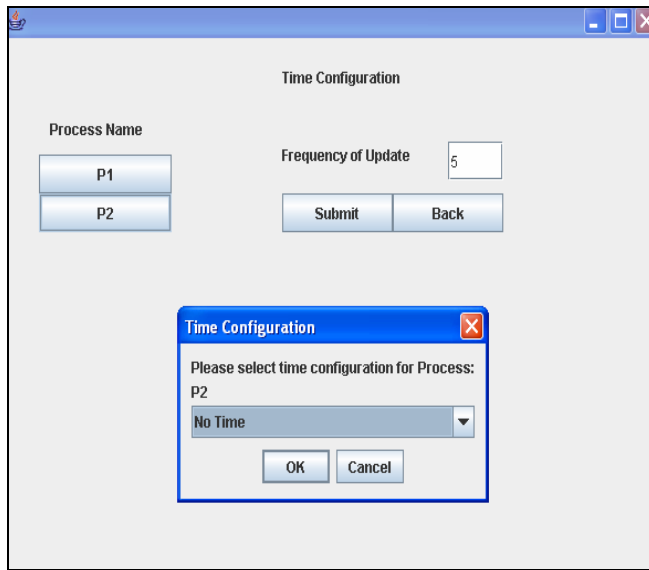 Time Configuration
Process Name
Frequency of Update 5
P1
P2
Submit Back
Time Configuration
Please select time configuration for Process:
P2
No Time
OK Cancel